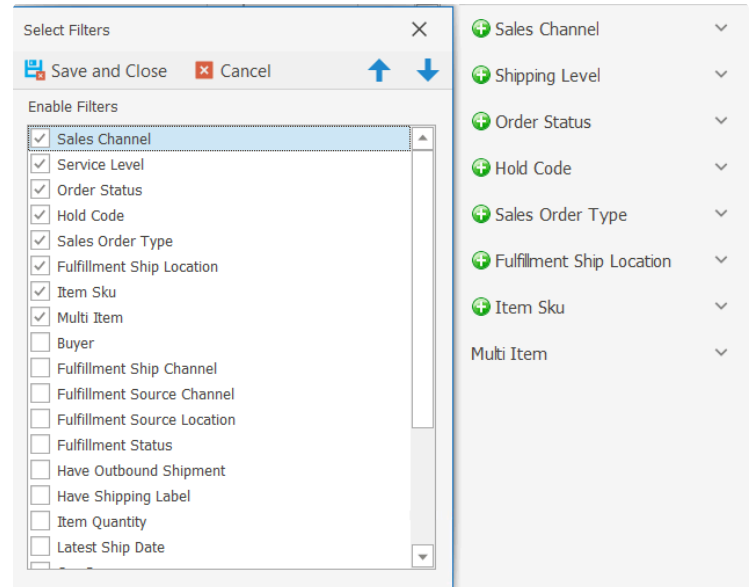 Select Filters
Save and Close
Cancel
Enable Filters
Sales Channel
Service Level
Order Status
Hold Code
Sales Order Type
Fulfillment Ship Location
Item Sku
Multi Item
Buyer
Fulfillment Ship Channel
Fulfillment Source Channel
Fulfillment Source Location
Fulfillment Status
Have Outbound Shipment
Have Shipping Label
Item Quantity
Latest Ship Date
Sales Channel
Shipping Level
Order Status
Hold Code
Sales Order Type
Fulfillment Ship Location
Item Sku
Multi Item